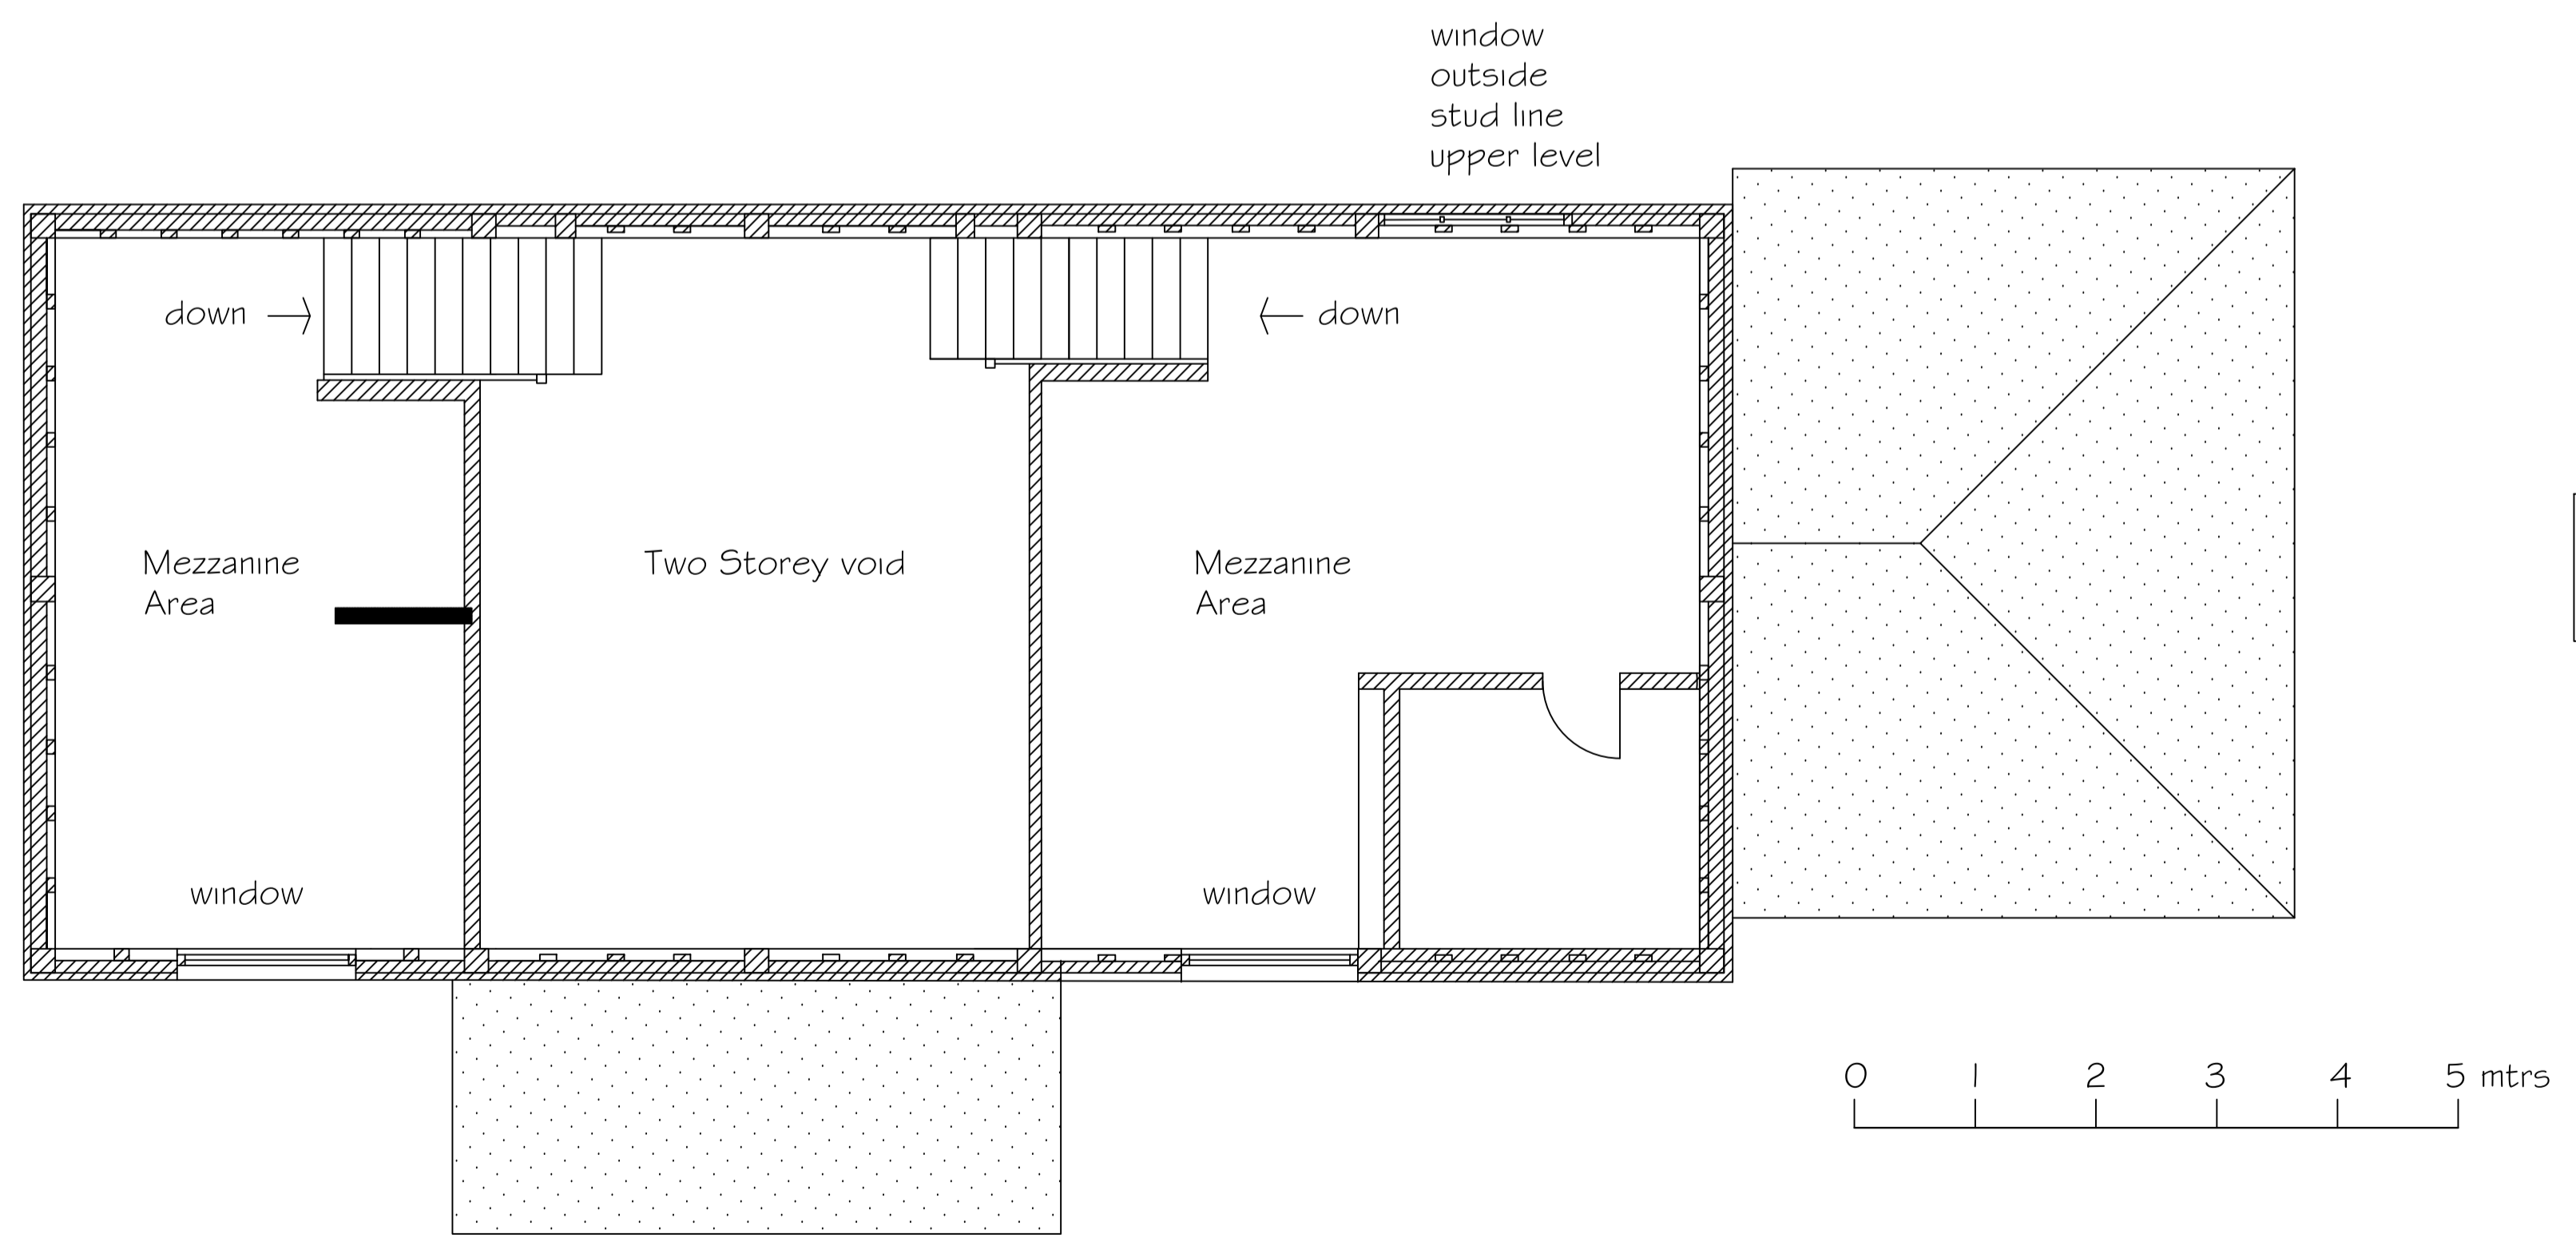 window
outside
stud line
upper level
down
down
Mezzanine
Area
Two Storey void
Mezzanine
Area
window
window
0 1 2 3 4 5 mtrs